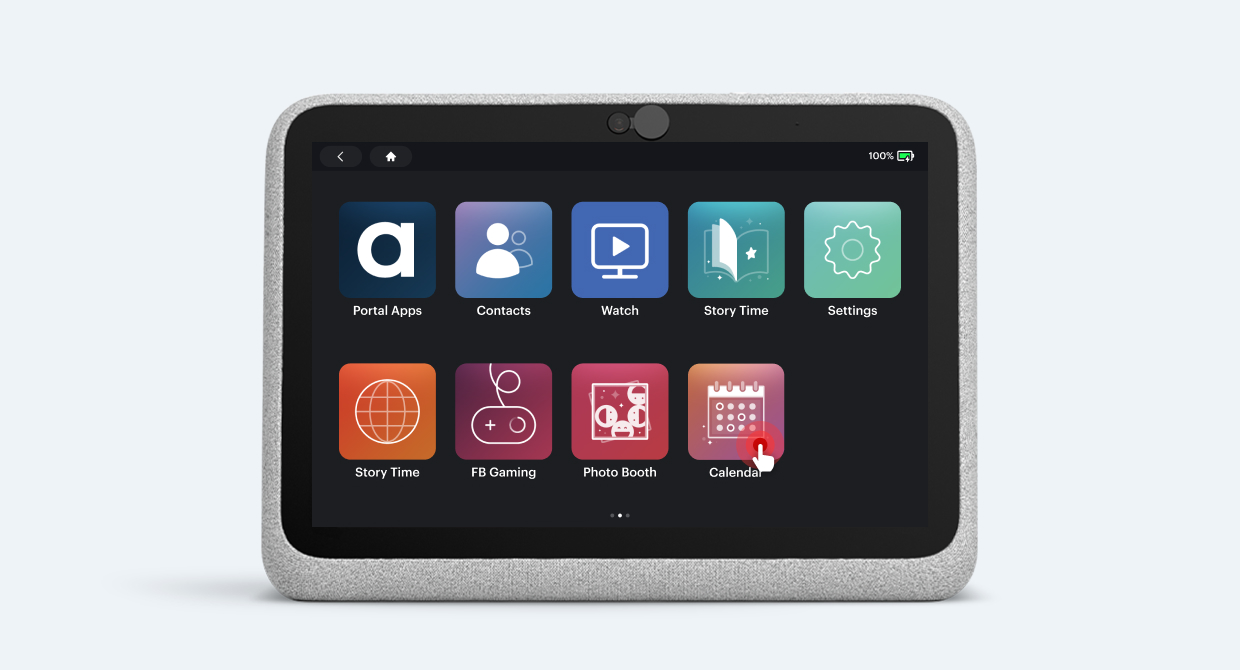 100%
Portal Apps
Contacts
Watch
Story Time
Settings
Story Time
FB Gaming
Photo Booth
Calendar